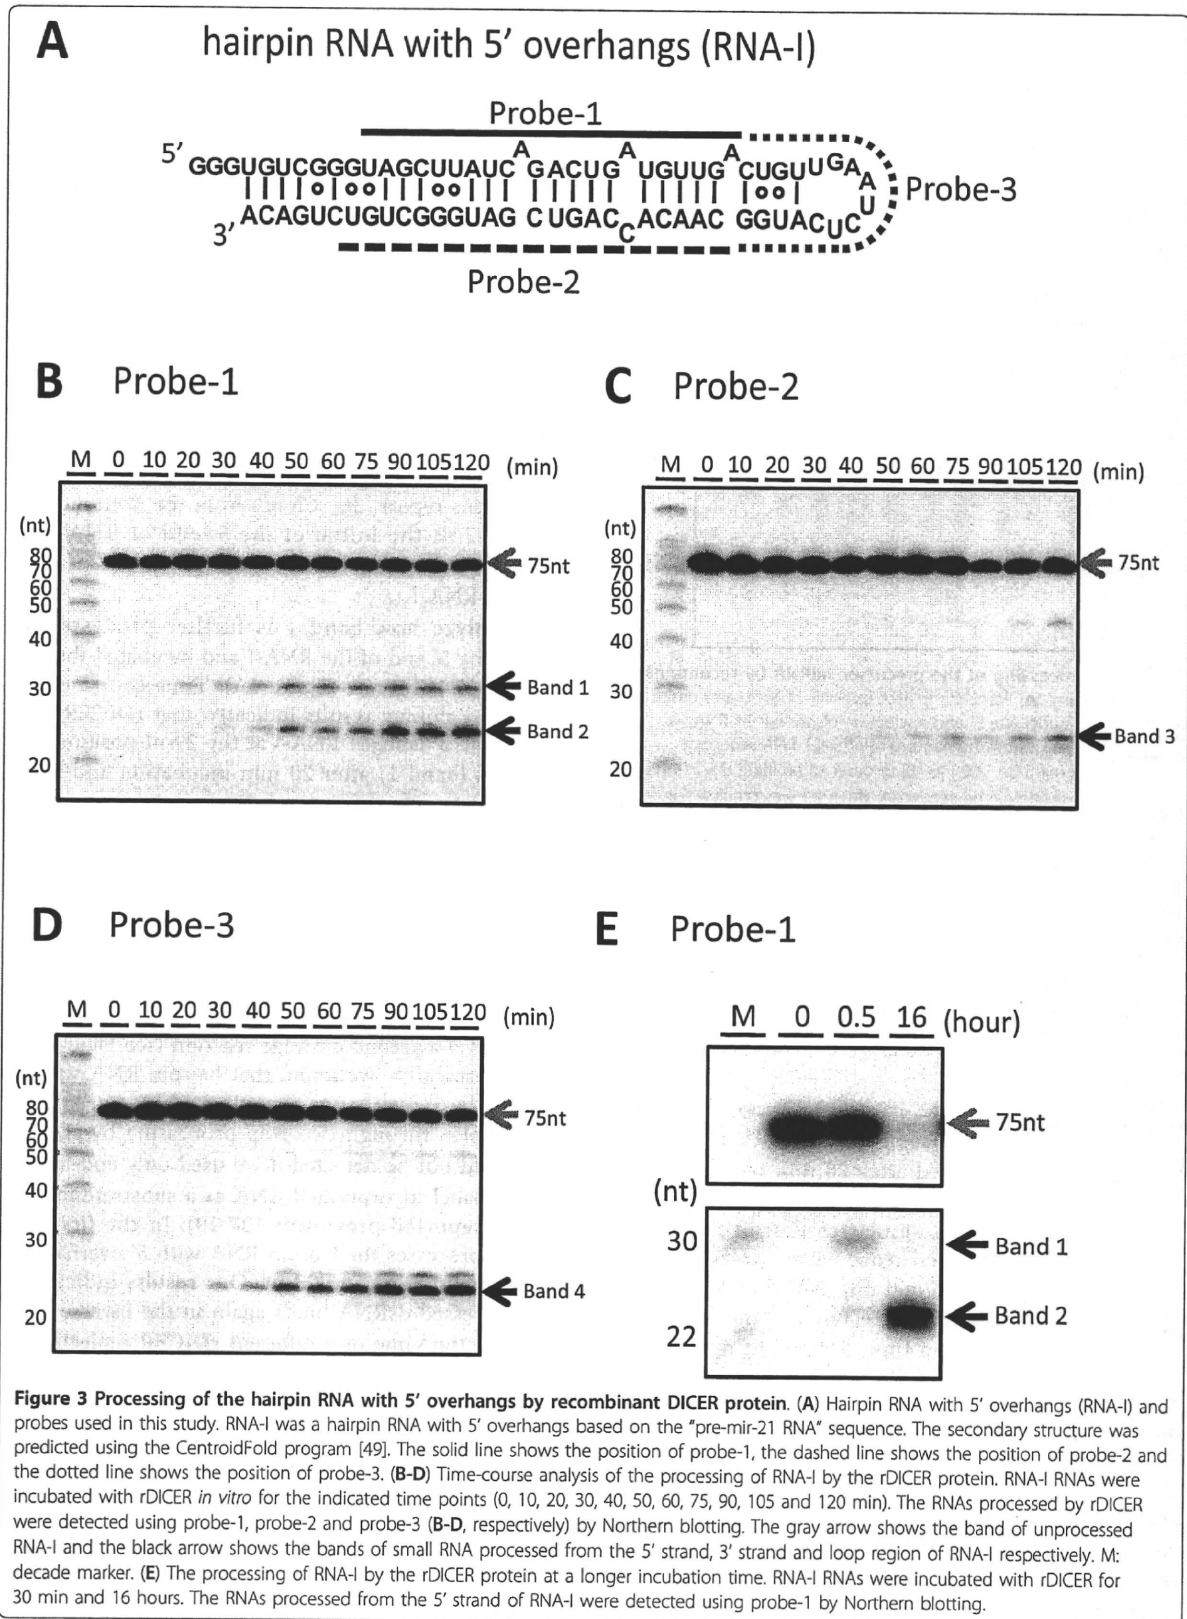 A hairpin RNA with 5′ overhangs (RNA-I)
Probe-1
5′ GGGUGUCGGGUAGCUUAUC A GACUG A UGUUG A CUGUUGAA
A
U Probe-3
3′ ACAGUCUGUCGGGUAG CUGAC C ACAAC GGUACUC
Probe-2
B Probe-1
M 0 10 20 30 40 50 60 75 90 105 120 (min)
(nt)
80
70
60
50
40
30
20
75nt
Band 1
Band 2
C Probe-2
M 0 10 20 30 40 50 60 75 90 105 120 (min)
(nt)
80
70
60
50
40
30
20
75nt
Band 3
D Probe-3
M 0 10 20 30 40 50 60 75 90 105 120 (min)
(nt)
80
70
60
50
40
30
20
75nt
Band 4
E Probe-1
M 0 0.5 16 (hour)
75nt
(nt)
30
22
Band 1
Band 2
Figure 3 Processing of the hairpin RNA with 5′ overhangs by recombinant DICER protein. (A) Hairpin RNA with 5′ overhangs (RNA-I) and
probes used in this study. RNA-I was a hairpin RNA with 5′ overhangs based on the "pre-mir-21 RNA" sequence. The secondary structure was
predicted using the CentroidFold program [49]. The solid line shows the position of probe-1, the dashed line shows the position of probe-2 and
the dotted line shows the position of probe-3. (B-D) Time-course analysis of the processing of RNA-I by the rDICER protein. RNA-I RNAs were
incubated with rDICER in vitro for the indicated time points (0, 10, 20, 30, 40, 50, 60, 75, 90, 105 and 120 min). The RNAs processed by rDICER
were detected using probe-1, probe-2 and probe-3 (B-D, respectively) by Northern blotting. The gray arrow shows the band of unprocessed
RNA-I and the black arrow shows the bands of small RNA processed from the 5′ strand, 3′ strand and loop region of RNA-I respectively. M:
decade marker. (E) The processing of RNA-I by the rDICER protein at a longer incubation time. RNA-I RNAs were incubated with rDICER for
30 min and 16 hours. The RNAs processed from the 5′ strand of RNA-I were detected using probe-1 by Northern blotting.